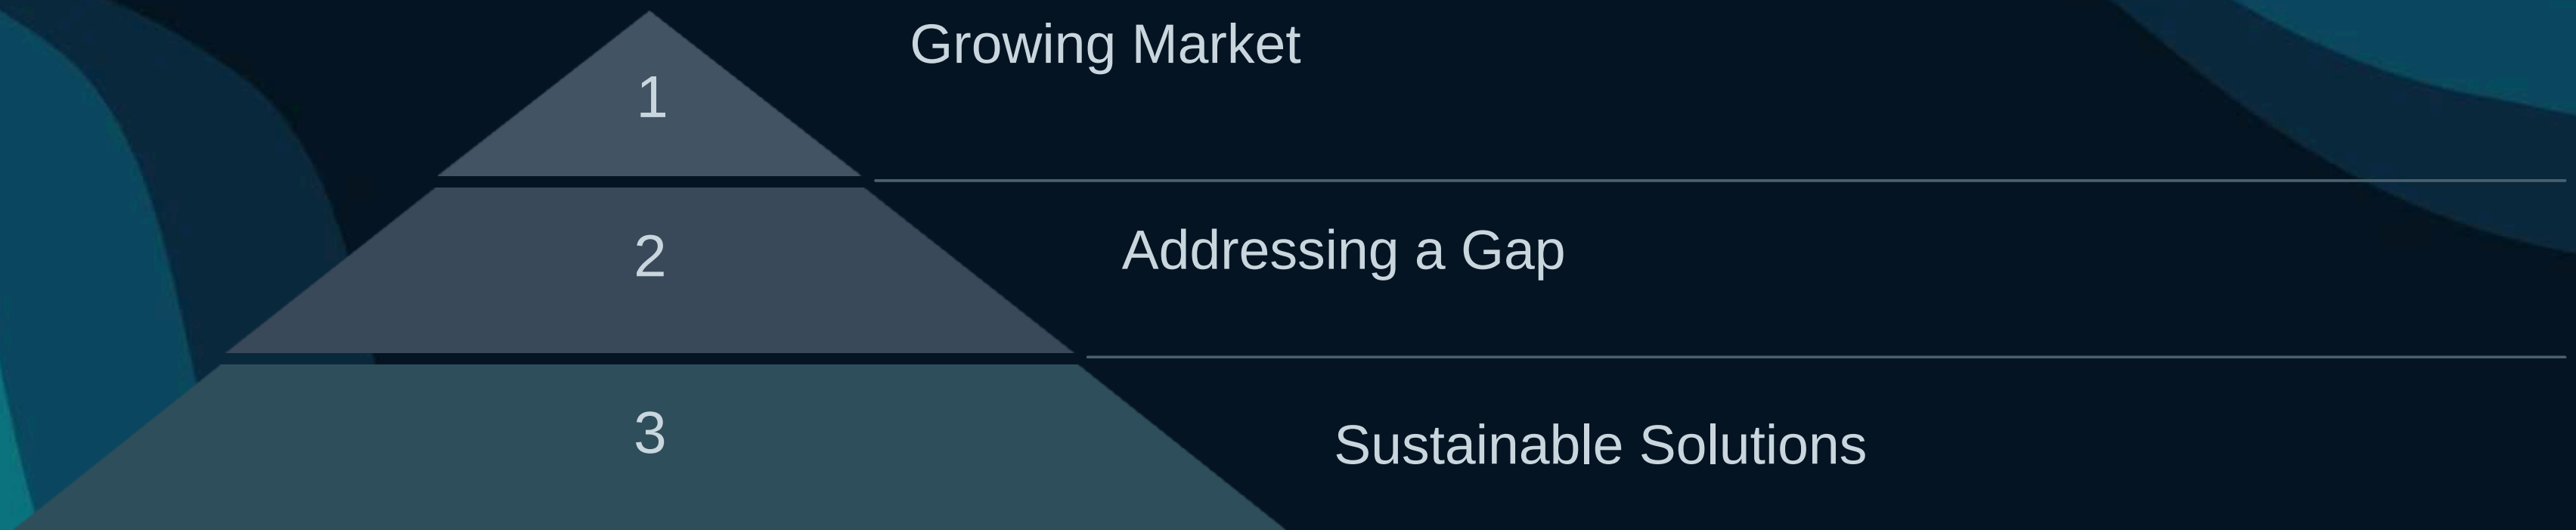 1
Growing Market
2
Addressing a Gap
3
Sustainable Solutions